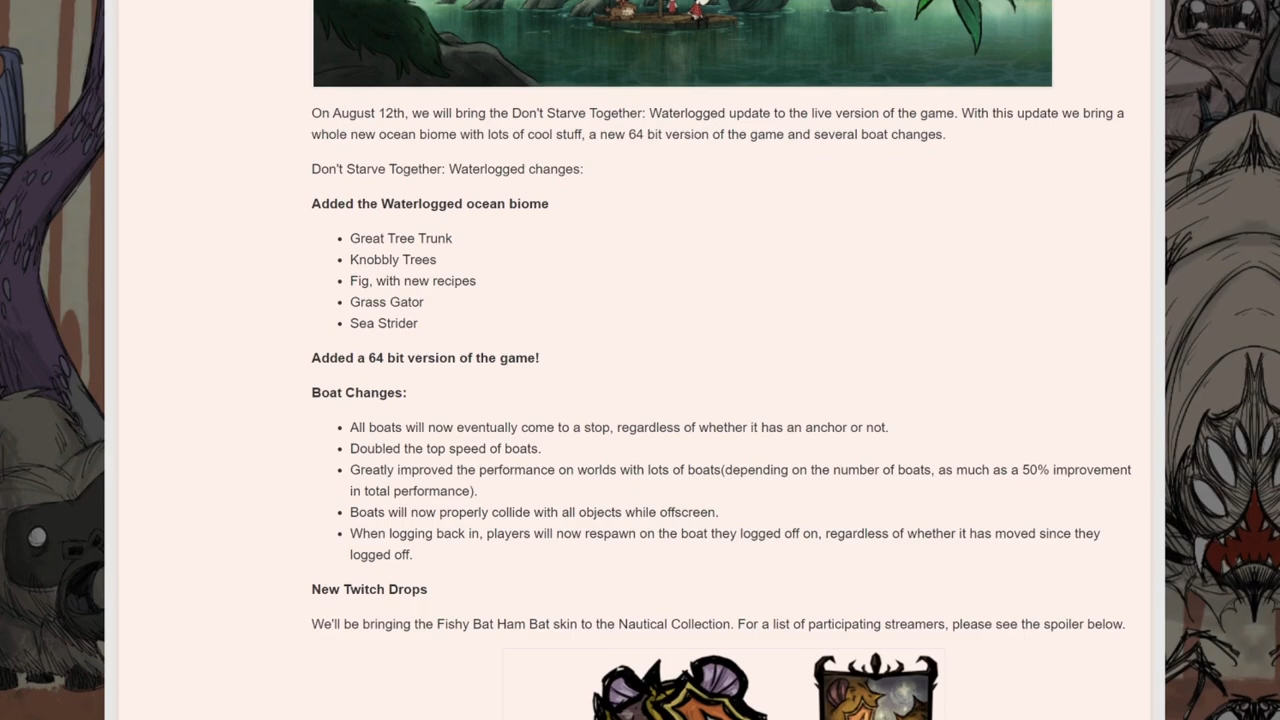 On August 12th, we will bring the Don't Starve Together: Waterlogged update to the live version of the game. With this update we bring a
whole new ocean biome with lots of cool stuff, a new 64 bit version of the game and several boat changes.
Don't Starve Together: Waterlogged changes:
Added the Waterlogged ocean biome
• Great Tree Trunk
• Knobbly Trees
• Fig, with new recipes
• Grass Gator
• Sea Strider
Added a 64 bit version of the game!
Boat Changes:
• All boats will now eventually come to a stop, regardless of whether it has an anchor or not.
• Doubled the top speed of boats.
• Greatly improved the performance on worlds with lots of boats(depending on the number of boats, as much as a 50% improvement
in total performance).
• Boats will now properly collide with all objects while offscreen.
• When logging back in, players will now respawn on the boat they logged off on, regardless of whether it has moved since they
logged off.
New Twitch Drops
We'll be bringing the Fishy Bat Ham Bat skin to the Nautical Collection. For a list of participating streamers, please see the spoiler below.